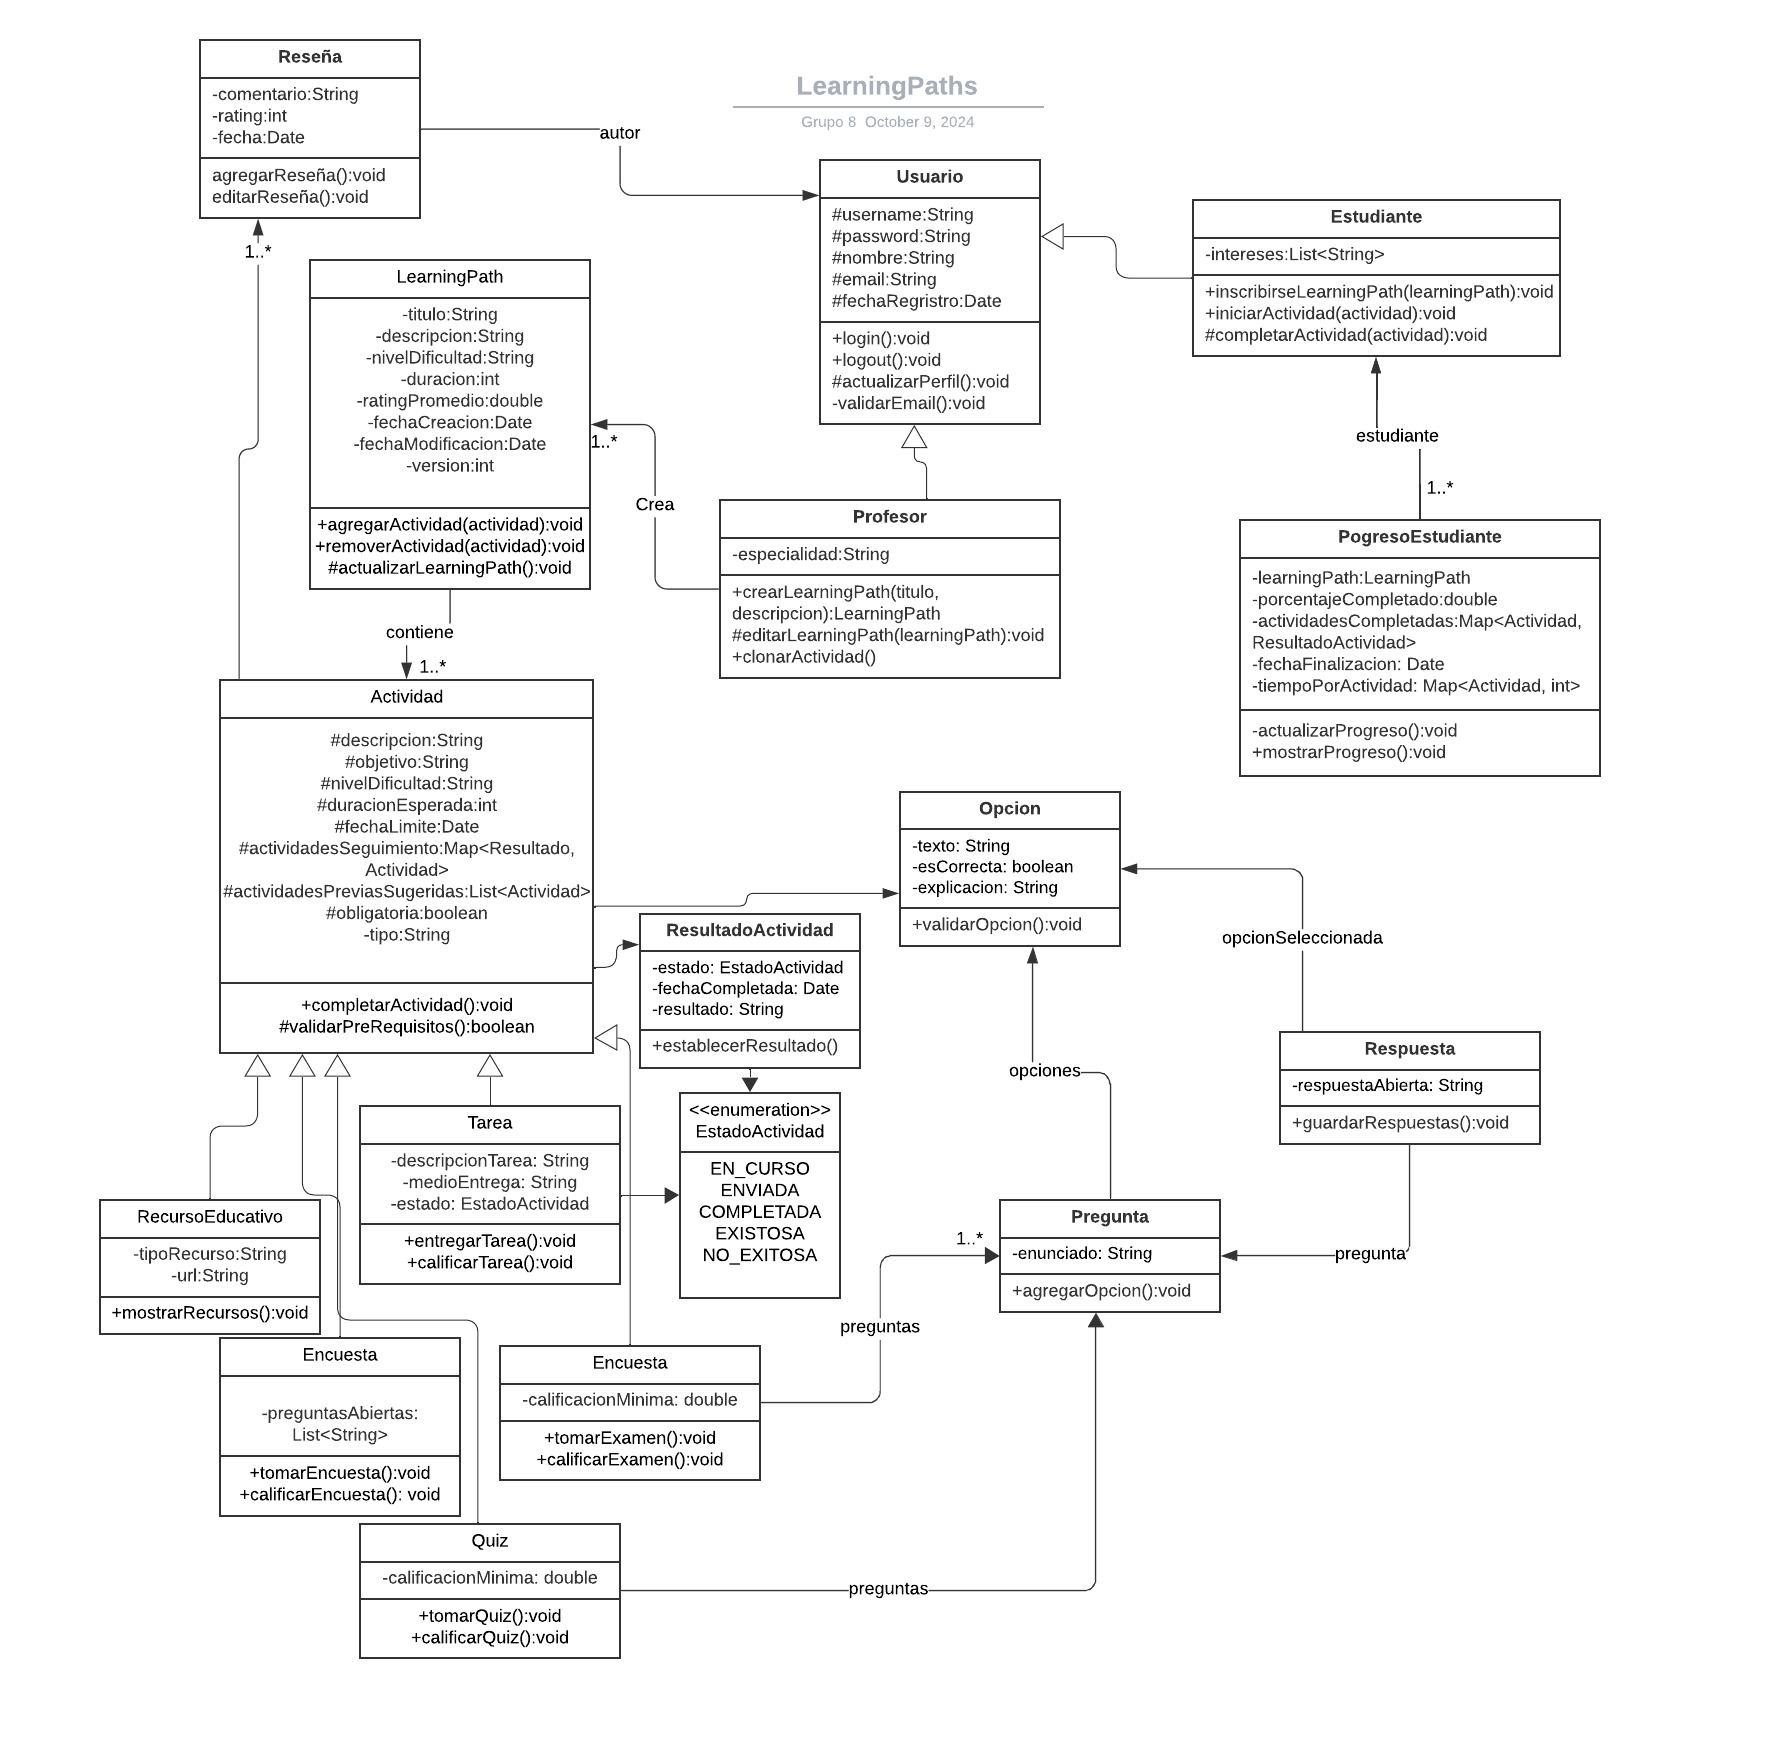 LearningPaths
Grupo 8 October 9, 2024
Reseña
-comentario:String
-rating:int
-fecha:Date
agregarReseña():void
editarReseña():void
autor
1..*
Usuario
#username:String
#password:String
#nombre:String
#email:String
#fechaRegristro:Date
+login():void
+logout():void
#actualizarPerfil():void
-validarEmail():void
Estudiante
-intereses:List<String>
+inscribirseLearningPath(learningPath):void
+iniciarActividad(actividad):void
#completarActividad(actividad):void
estudiante
1..*
LearningPath
-titulo:String
-descripcion:String
-nivelDificultad:String
-duracion:int
-ratingPromedio:double
-fechaCreacion:Date
-fechaModificacion:Date
-version:int
+agregarActividad(actividad):void
+removerActividad(actividad):void
#actualizarLearningPath():void
1..*
Crea
contiene
1..*
Profesor
-especialidad:String
+crearLearningPath(titulo,
descripcion):LearningPath
#editarLearningPath(learningPath):void
+clonarActividad()
PogresoEstudiante
-learningPath:LearningPath
-porcentajeCompletado:double
-actividadesCompletadas:Map<Actividad,
ResultadoActividad>
-fechaFinalizacion: Date
-tiempoPorActividad: Map<Actividad, int>
-actualizarProgreso():void
+mostrarProgreso():void
Actividad
#descripcion:String
#objetivo:String
#nivelDificultad:String
#duracionEsperada:int
#fechaLimite:Date
#actividadesSeguimiento:Map<Resultado,
Actividad>
#actividadesPreviasSugeridas:List<Actividad>
#obligatoria:boolean
-tipo:String
+completarActividad():void
#validarPreRequisitos():boolean
Opcion
-texto: String
-esCorrecta: boolean
-explicacion: String
+validarOpcion():void
opcionSeleccionada
ResultadoActividad
-estado: EstadoActividad
-fechaCompletada: Date
-resultado: String
+establecerResultado()
opciones
Respuesta
-respuestaAbierta: String
+guardarRespuestas():void
<<enumeration>>
EstadoActividad
EN_CURSO
ENVIADA
COMPLETADA
EXISTOSA
NO_EXITOSA
Tarea
-descripcionTarea: String
-medioEntrega: String
-estado: EstadoActividad
+entregarTarea():void
+calificarTarea():void
RecursoEducativo
-tipoRecurso:String
-url:String
+mostrarRecursos():void
Pregunta
-enunciado: String
+agregarOpcion():void
1..*
pregunta
preguntas
Encuesta
-preguntasAbiertas:
List<String>
+tomarEncuesta():void
+calificarEncuesta(): void
Encuesta
-calificacionMinima: double
+tomarExamen():void
+calificarExamen():void
Quiz
-calificacionMinima: double
+tomarQuiz():void
+calificarQuiz():void
preguntas